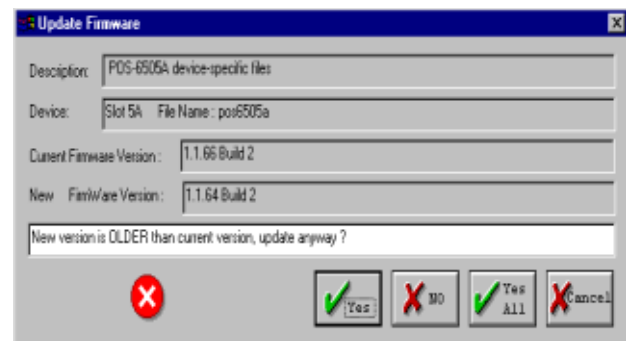 Update Firmware
Description: POS-6505A device-specific files
Device: Slot 5A File Name : pos6505a
Current Firmware Version : 1.1.66 Build 2
New FirmWare Version : 1.1.64 Build 2
New version is OLDER than current version, update anyway ?
Yes NO Yes All Cancel